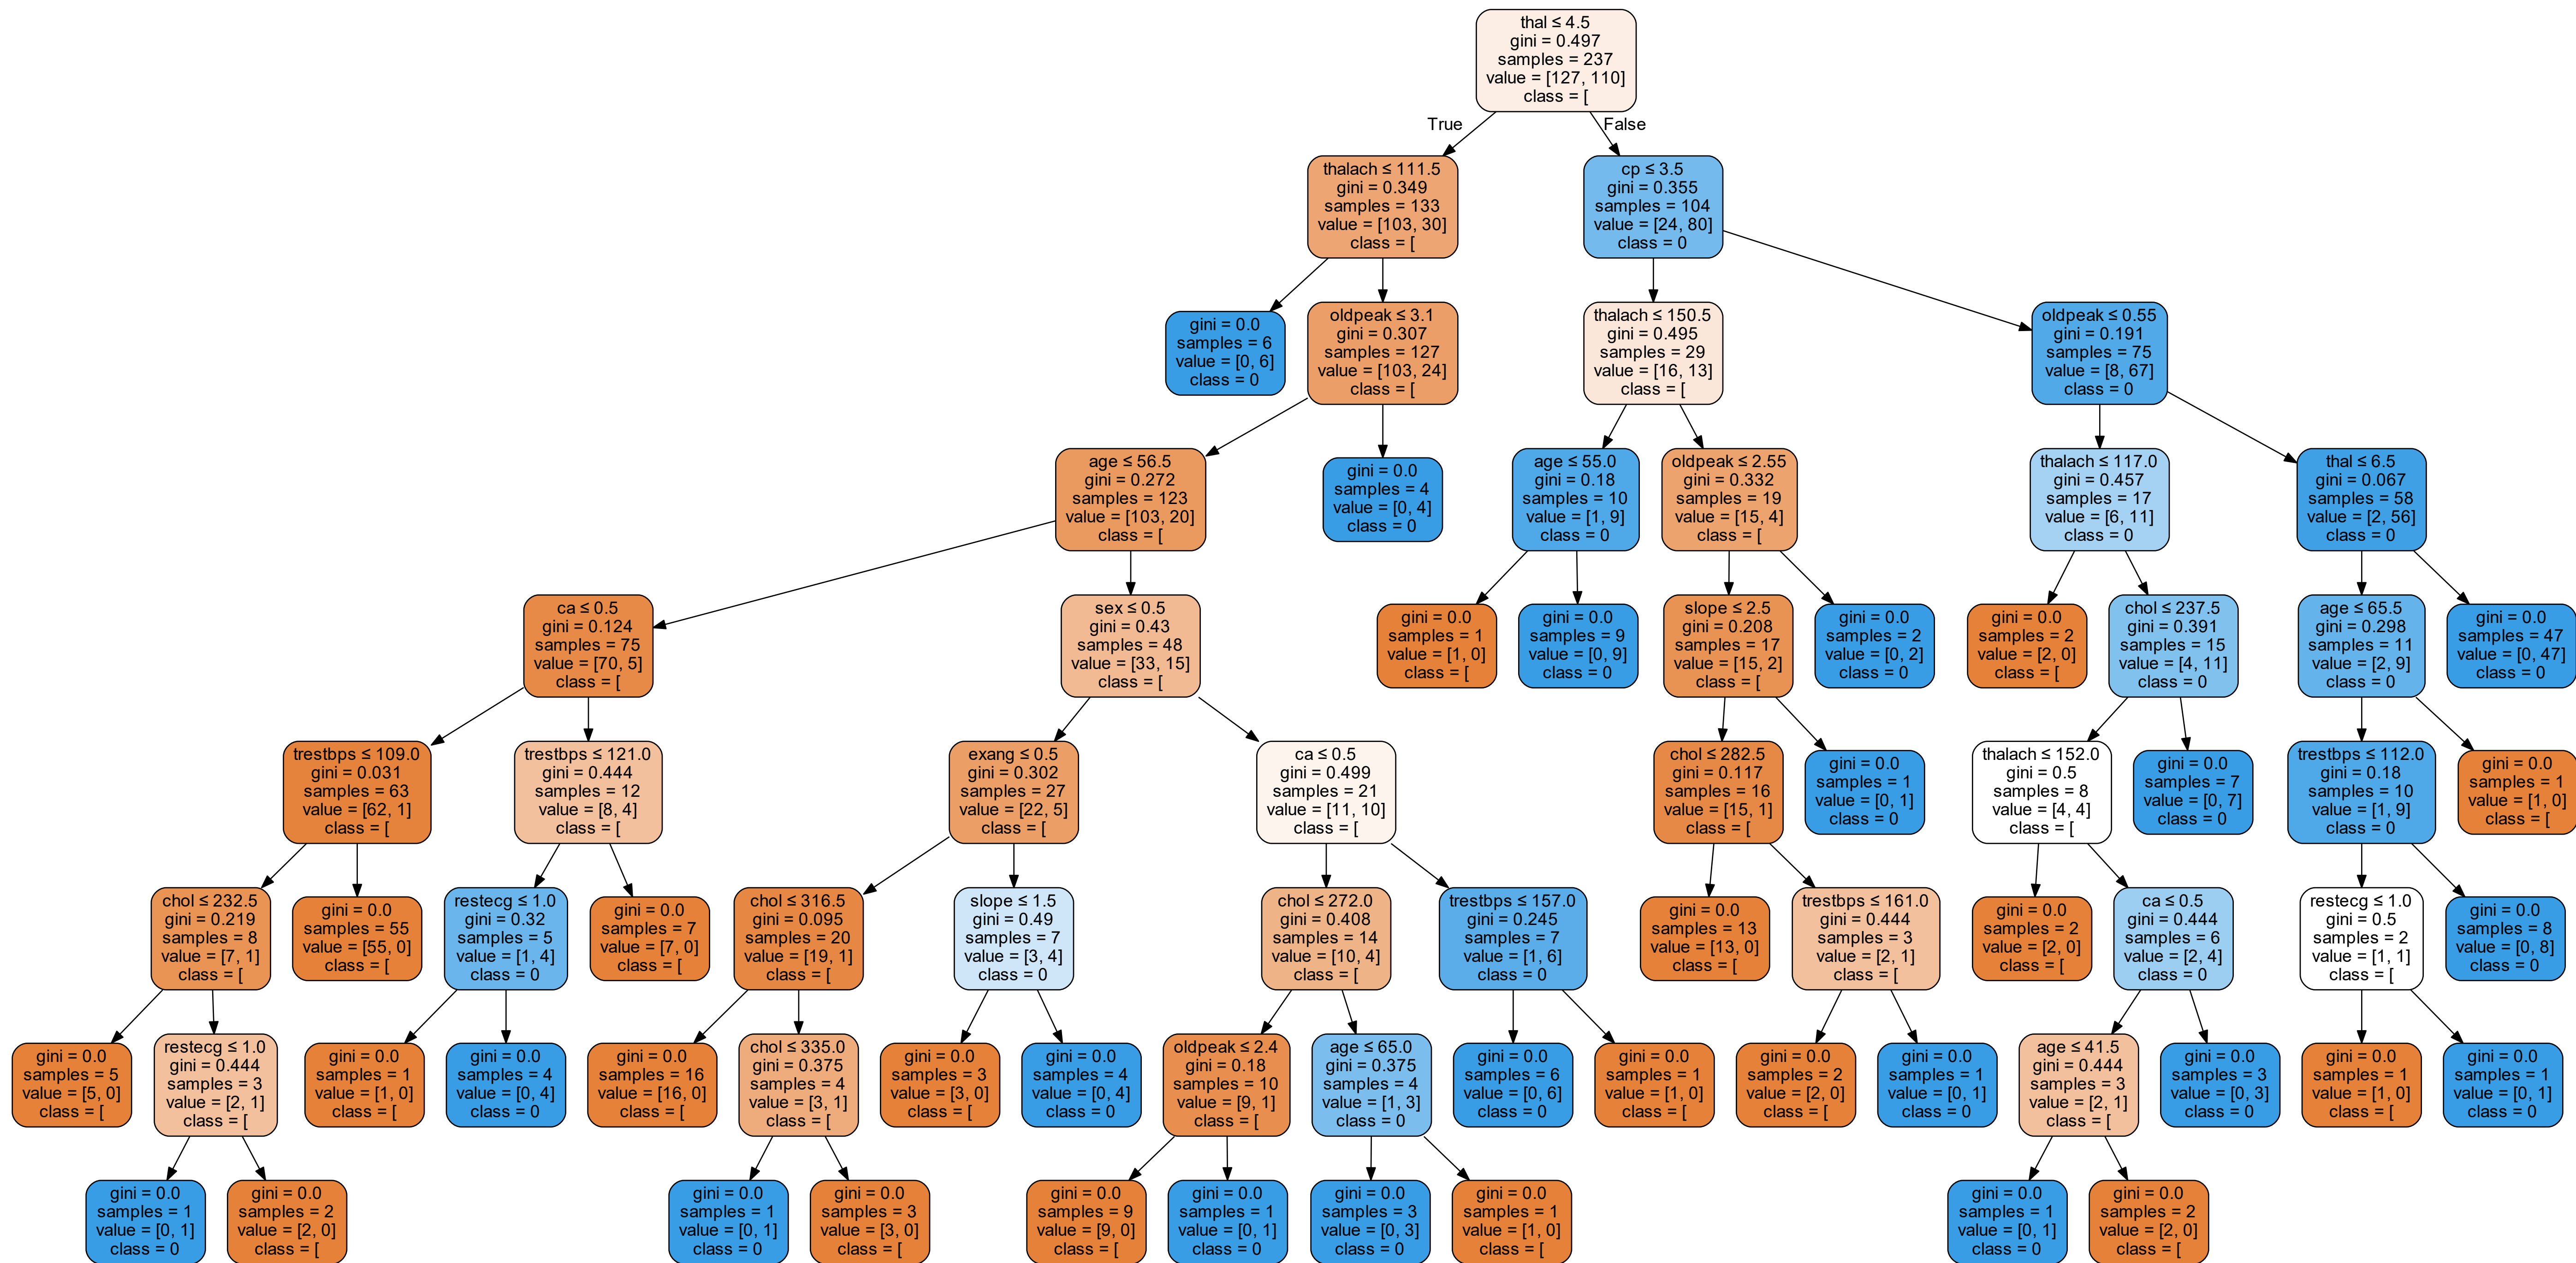 thal ≤ 4.5
gini = 0.497
samples = 237
value = [127, 110]
class = [
True
False
thalach ≤ 111.5
gini = 0.349
samples = 133
value = [103, 30]
class = [
cp ≤ 3.5
gini = 0.355
samples = 104
value = [24, 80]
class = 0
gini = 0.0
samples = 6
value = [0, 6]
class = 0
oldpeak ≤ 3.1
gini = 0.307
samples = 127
value = [103, 24]
class = [
thalach ≤ 150.5
gini = 0.495
samples = 29
value = [16, 13]
class = [
oldpeak ≤ 0.55
gini = 0.191
samples = 75
value = [8, 67]
class = 0
age ≤ 56.5
gini = 0.272
samples = 123
value = [103, 20]
class = [
gini = 0.0
samples = 4
value = [0, 4]
class = 0
age ≤ 55.0
gini = 0.18
samples = 10
value = [1, 9]
class = 0
oldpeak ≤ 2.55
gini = 0.332
samples = 19
value = [15, 4]
class = [
thalach ≤ 117.0
gini = 0.457
samples = 17
value = [6, 11]
class = 0
thal ≤ 6.5
gini = 0.067
samples = 58
value = [2, 56]
class = 0
ca ≤ 0.5
gini = 0.124
samples = 75
value = [70, 5]
class = [
sex ≤ 0.5
gini = 0.43
samples = 48
value = [33, 15]
class = [
gini = 0.0
samples = 1
value = [1, 0]
class = [
gini = 0.0
samples = 9
value = [0, 9]
class = 0
slope ≤ 2.5
gini = 0.208
samples = 17
value = [15, 2]
class = [
gini = 0.0
samples = 2
value = [0, 2]
class = 0
gini = 0.0
samples = 2
value = [2, 0]
class = [
chol ≤ 237.5
gini = 0.391
samples = 15
value = [4, 11]
class = 0
age ≤ 65.5
gini = 0.298
samples = 11
value = [2, 9]
class = 0
gini = 0.0
samples = 47
value = [0, 47]
class = 0
trestbps ≤ 109.0
gini = 0.031
samples = 63
value = [62, 1]
class = [
trestbps ≤ 121.0
gini = 0.444
samples = 12
value = [8, 4]
class = [
exang ≤ 0.5
gini = 0.302
samples = 27
value = [22, 5]
class = [
ca ≤ 0.5
gini = 0.499
samples = 21
value = [11, 10]
class = [
chol ≤ 282.5
gini = 0.117
samples = 16
value = [15, 1]
class = [
gini = 0.0
samples = 1
value = [0, 1]
class = 0
thalach ≤ 152.0
gini = 0.5
samples = 8
value = [4, 4]
class = [
gini = 0.0
samples = 7
value = [0, 7]
class = 0
trestbps ≤ 112.0
gini = 0.18
samples = 10
value = [1, 9]
class = 0
gini = 0.0
samples = 1
value = [1, 0]
class = [
chol ≤ 232.5
gini = 0.219
samples = 8
value = [7, 1]
class = [
gini = 0.0
samples = 55
value = [55, 0]
class = [
restecg ≤ 1.0
gini = 0.32
samples = 5
value = [1, 4]
class = 0
gini = 0.0
samples = 7
value = [7, 0]
class = [
chol ≤ 316.5
gini = 0.095
samples = 20
value = [19, 1]
class = [
slope ≤ 1.5
gini = 0.49
samples = 7
value = [3, 4]
class = 0
chol ≤ 272.0
gini = 0.408
samples = 14
value = [10, 4]
class = [
trestbps ≤ 157.0
gini = 0.245
samples = 7
value = [1, 6]
class = 0
gini = 0.0
samples = 13
value = [13, 0]
class = [
trestbps ≤ 161.0
gini = 0.444
samples = 3
value = [2, 1]
class = [
gini = 0.0
samples = 2
value = [2, 0]
class = [
ca ≤ 0.5
gini = 0.444
samples = 6
value = [2, 4]
class = 0
restecg ≤ 1.0
gini = 0.5
samples = 2
value = [1, 1]
class = [
gini = 0.0
samples = 8
value = [0, 8]
class = 0
gini = 0.0
samples = 5
value = [5, 0]
class = [
restecg ≤ 1.0
gini = 0.444
samples = 3
value = [2, 1]
class = [
gini = 0.0
samples = 1
value = [1, 0]
class = [
gini = 0.0
samples = 4
value = [0, 4]
class = 0
gini = 0.0
samples = 16
value = [16, 0]
class = [
chol ≤ 335.0
gini = 0.375
samples = 4
value = [3, 1]
class = [
gini = 0.0
samples = 3
value = [3, 0]
class = [
gini = 0.0
samples = 4
value = [0, 4]
class = 0
oldpeak ≤ 2.4
gini = 0.18
samples = 10
value = [9, 1]
class = [
age ≤ 65.0
gini = 0.375
samples = 4
value = [1, 3]
class = 0
gini = 0.0
samples = 6
value = [0, 6]
class = 0
gini = 0.0
samples = 1
value = [1, 0]
class = [
gini = 0.0
samples = 2
value = [2, 0]
class = [
gini = 0.0
samples = 1
value = [0, 1]
class = 0
age ≤ 41.5
gini = 0.444
samples = 3
value = [2, 1]
class = [
gini = 0.0
samples = 3
value = [0, 3]
class = 0
gini = 0.0
samples = 1
value = [1, 0]
class = [
gini = 0.0
samples = 1
value = [0, 1]
class = 0
gini = 0.0
samples = 1
value = [0, 1]
class = 0
gini = 0.0
samples = 2
value = [2, 0]
class = [
gini = 0.0
samples = 1
value = [0, 1]
class = 0
gini = 0.0
samples = 3
value = [3, 0]
class = [
gini = 0.0
samples = 9
value = [9, 0]
class = [
gini = 0.0
samples = 1
value = [0, 1]
class = 0
gini = 0.0
samples = 3
value = [0, 3]
class = 0
gini = 0.0
samples = 1
value = [1, 0]
class = [
gini = 0.0
samples = 1
value = [0, 1]
class = 0
gini = 0.0
samples = 2
value = [2, 0]
class = [